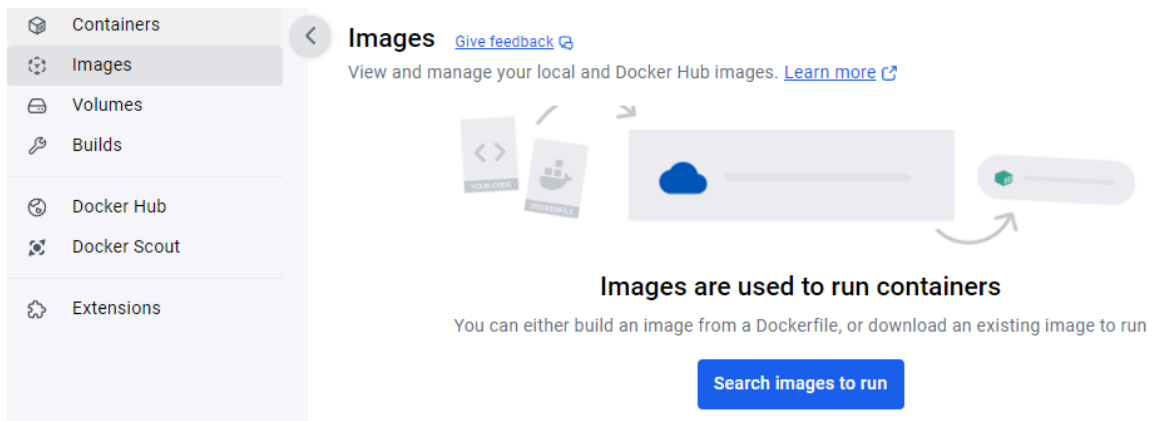 Containers
Images
Volumes
Builds
Docker Hub
Docker Scout
Extensions
Images Give feedback
View and manage your local and Docker Hub images. Learn more
YOUR CODE
DOCKERFILE
Images are used to run containers
You can either build an image from a Dockerfile, or download an existing image to run
Search images to run